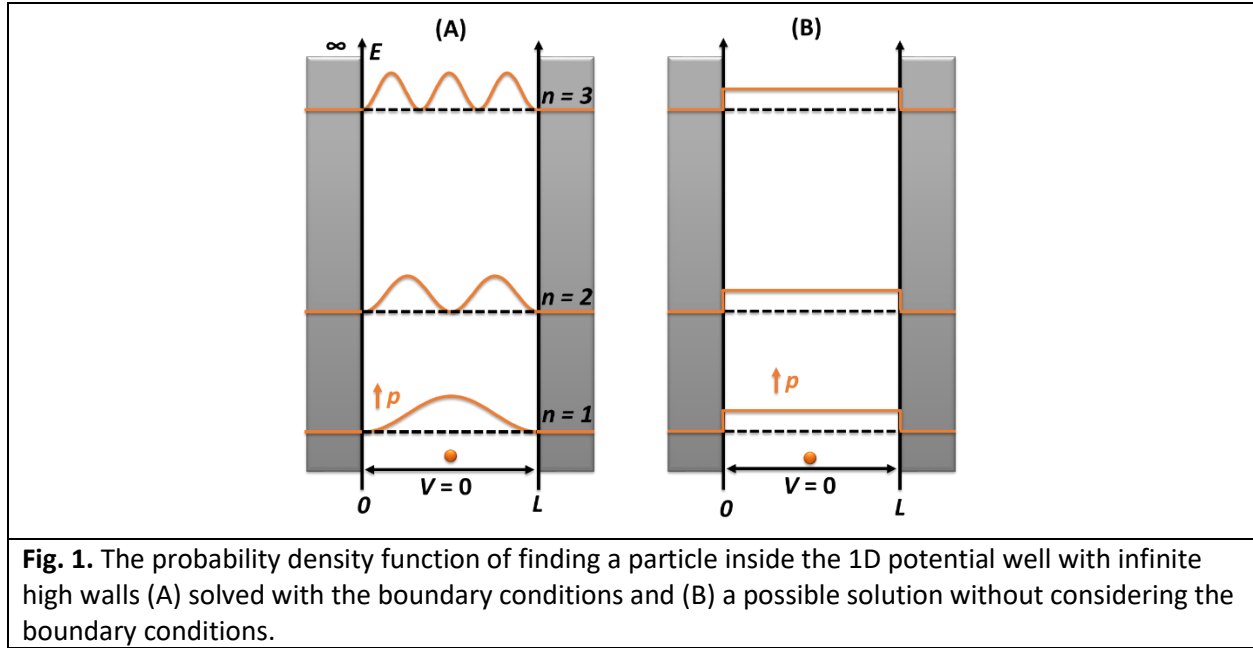 (A)
(B)
∞
E
n = 3
n = 2
p
p
n = 1
V = 0
V = 0
0
L
0
L
Fig. 1. The probability density function of finding a particle inside the 1D potential well with infinite
high walls (A) solved with the boundary conditions and (B) a possible solution without considering the
boundary conditions.